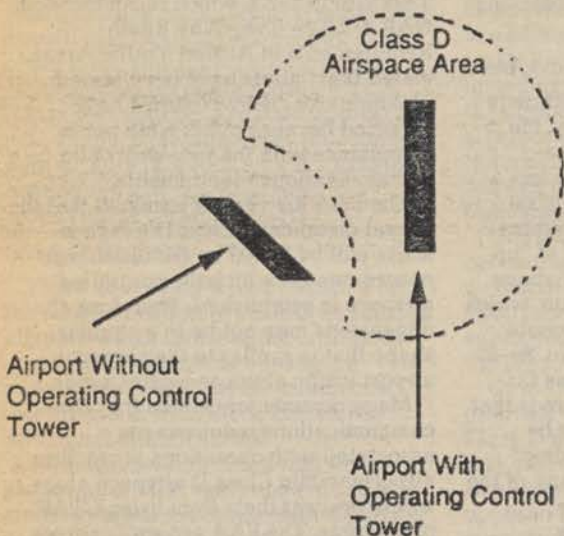 Class D
Airspace Area
Airport Without
Operating Control
Tower
Airport With
Operating Control
Tower